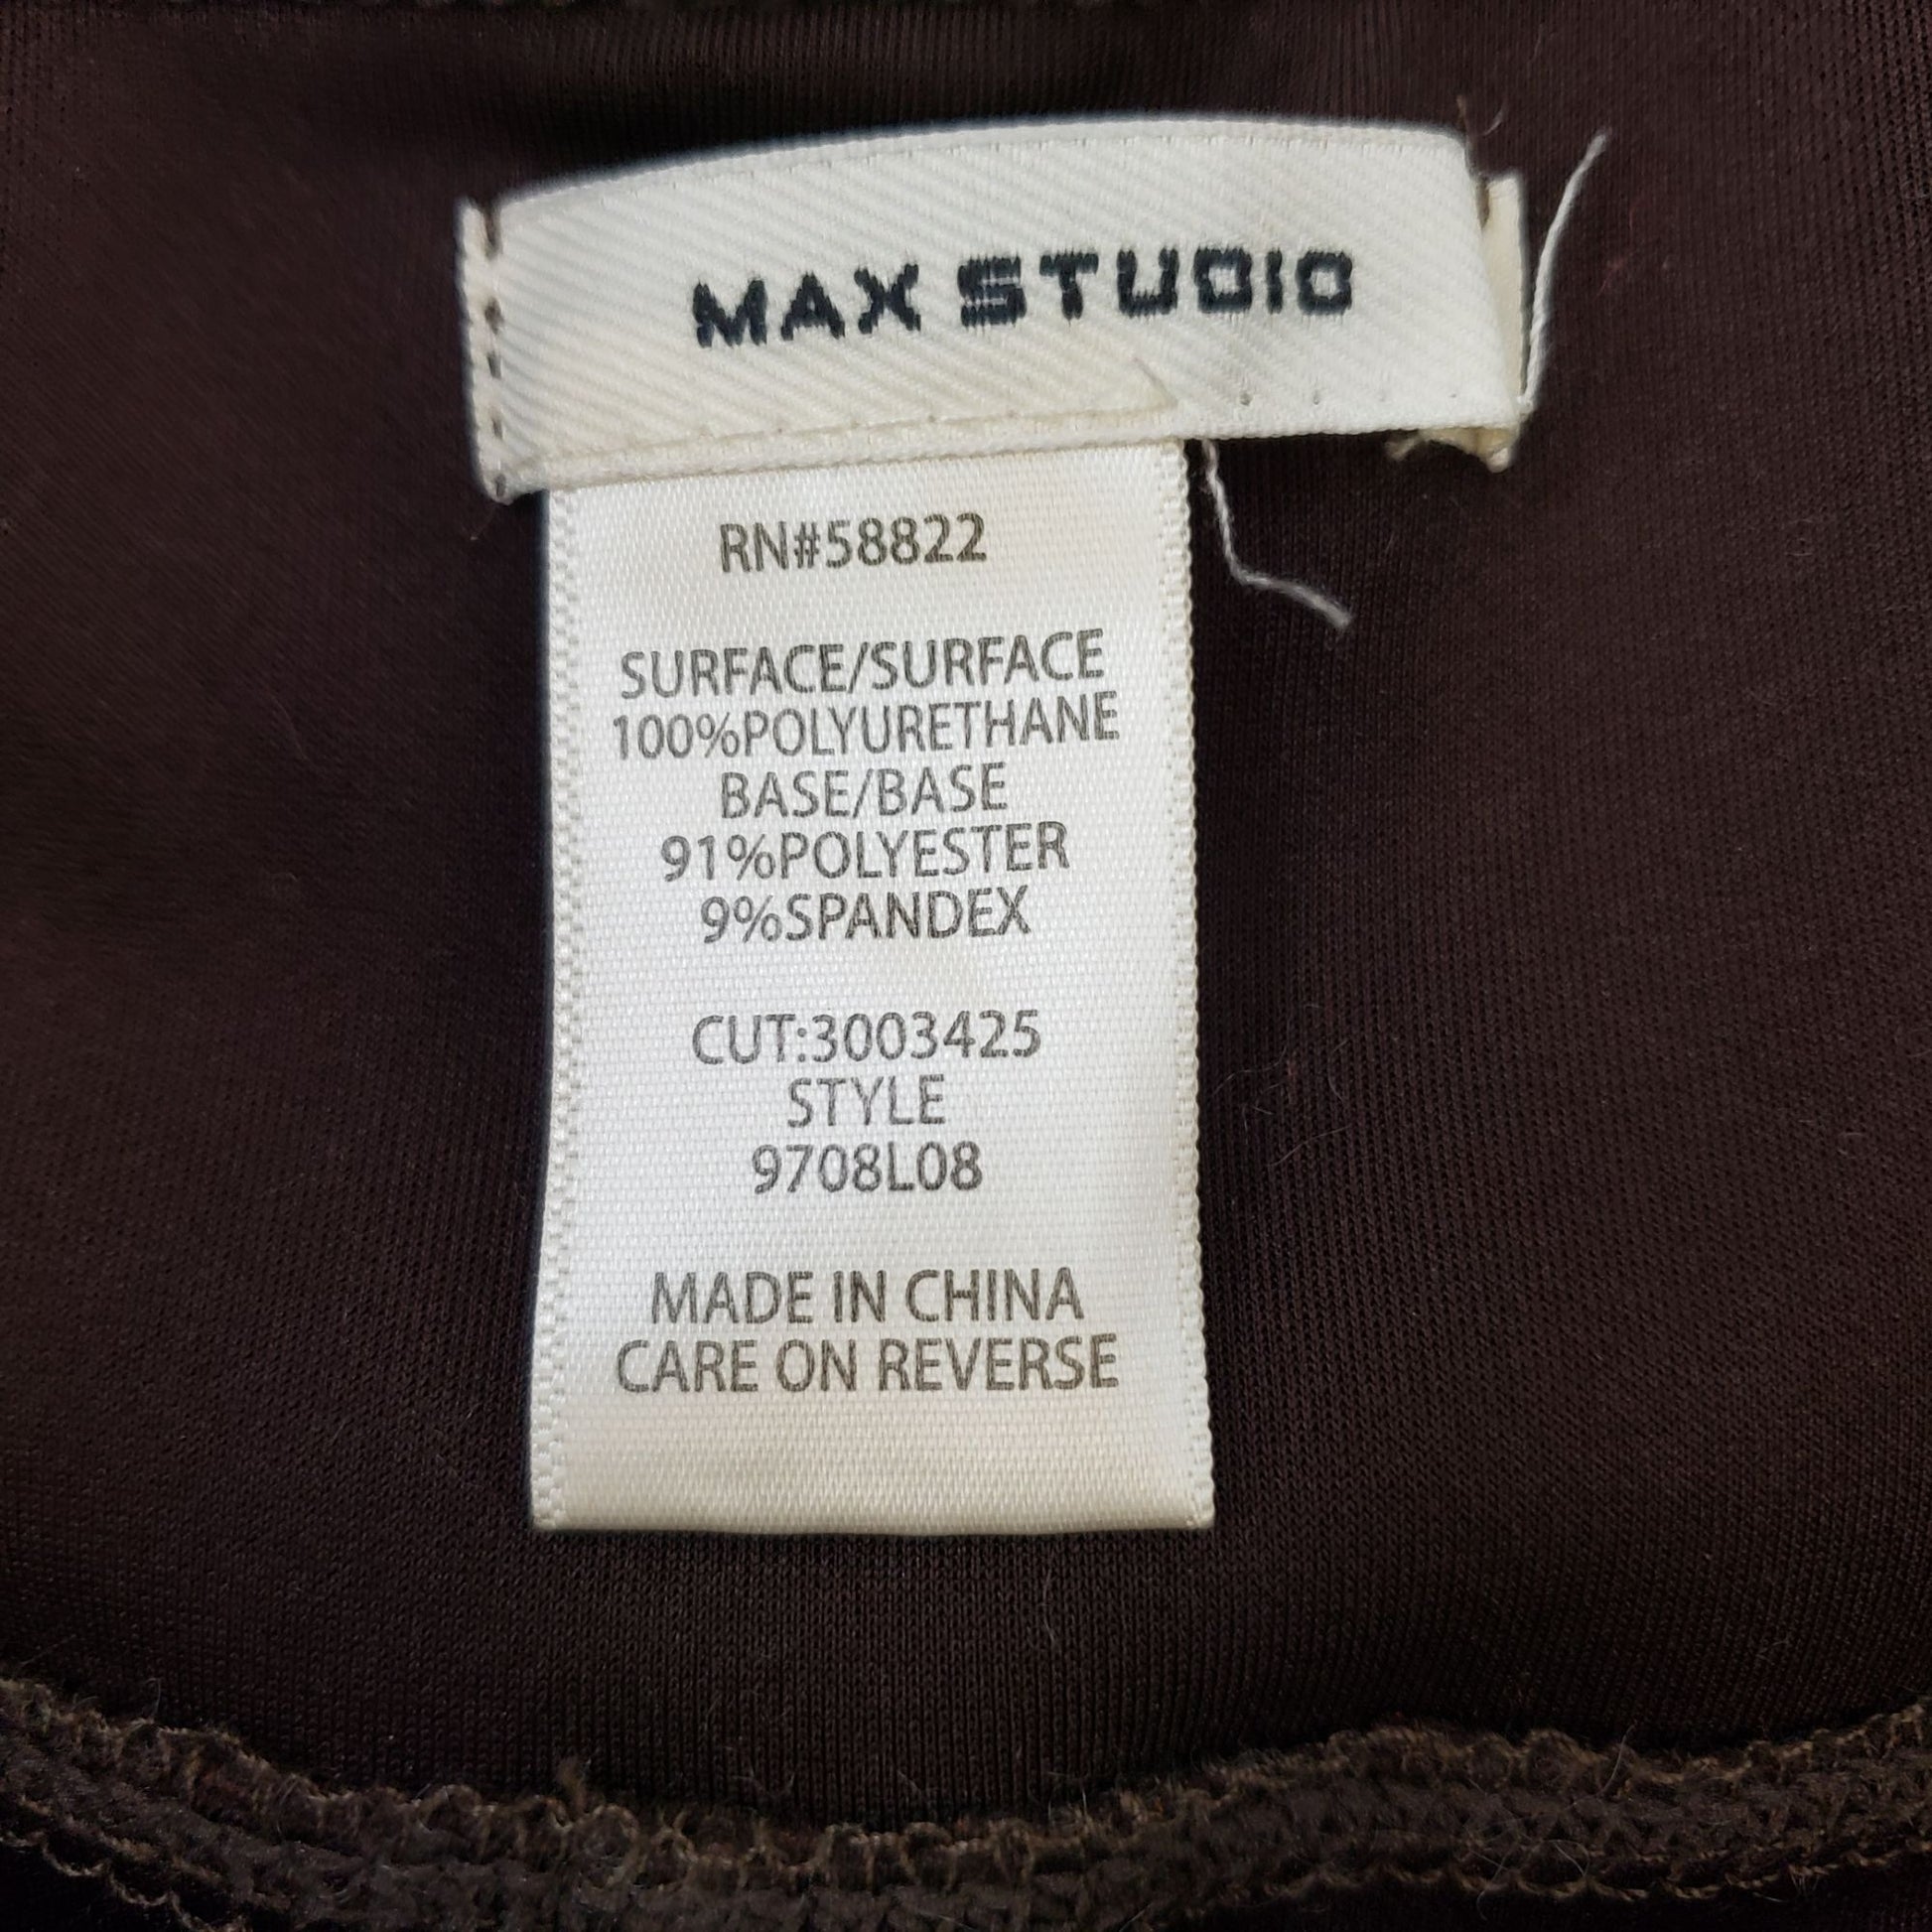 MAX STUDIO
RN#58822
SURFACE/SURFACE
100%POLYURETHANE
BASE/BASE
91%POLYESTER
9%SPANDEX
CUT:3003425
STYLE
9708L08
MADE IN CHINA
CARE ON REVERSE